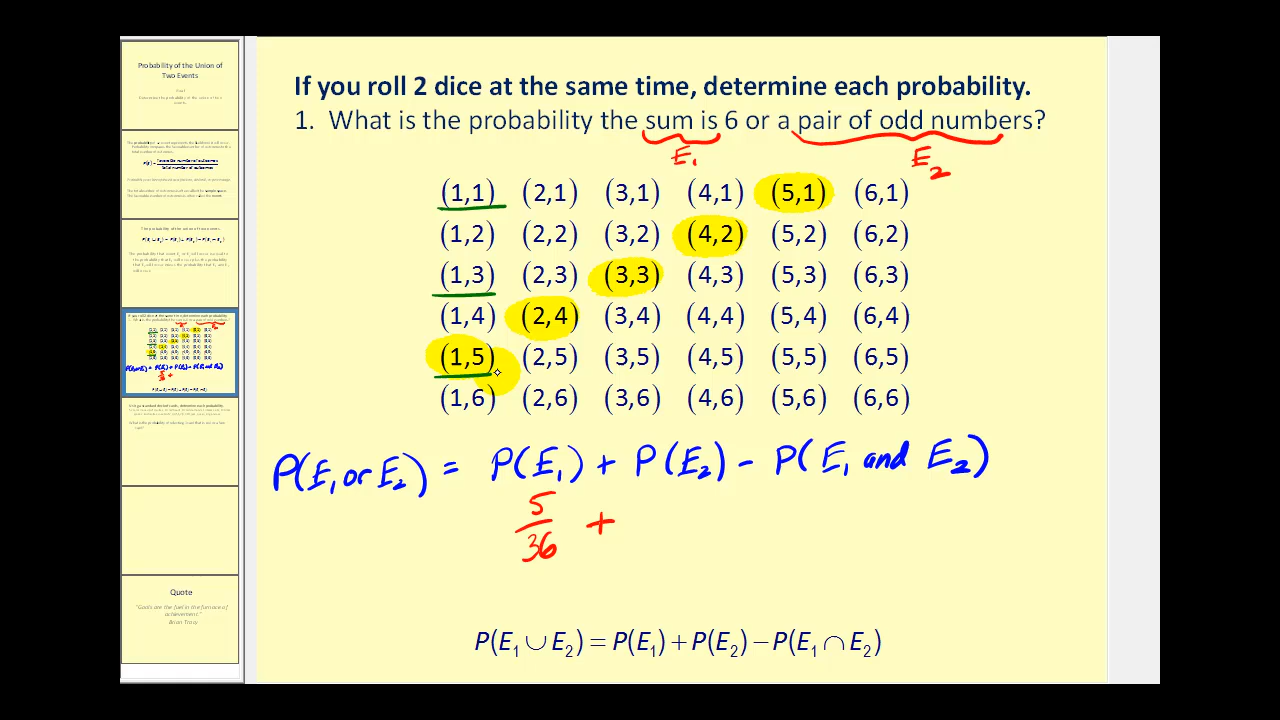 Probability of the Union of
Two Events
If you roll 2 dice at the same time, determine each probability.
1. What is the probability the sum is 6 or a pair of odd numbers?
E₁ E₂
(1,1) (2,1) (3,1) (4,1) (5,1) (6,1)
(1,2) (2,2) (3,2) (4,2) (5,2) (6,2)
(1,3) (2,3) (3,3) (4,3) (5,3) (6,3)
(1,4) (2,4) (3,4) (4,4) (5,4) (6,4)
(1,5) (2,5) (3,5) (4,5) (5,5) (6,5)
(1,6) (2,6) (3,6) (4,6) (5,6) (6,6)
P(E₁ or E₂) = P(E₁) + P(E₂) - P(E₁ and E₂)
5/36 +
P(E₁ ∪ E₂) = P(E₁) + P(E₂) − P(E₁ ∩ E₂)
Quote
"Goals are the fuel in the furnace of
achievement."
Brian Tracy